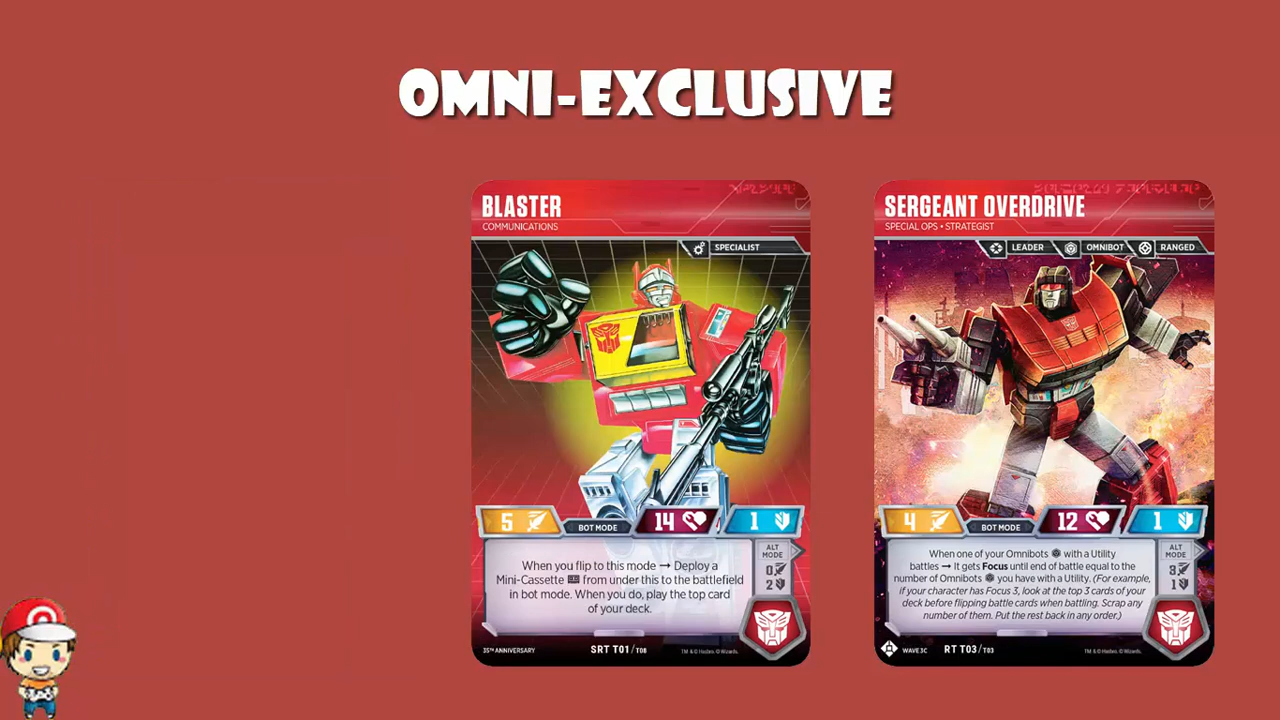 OMNI-EXCLUSIVE
BLASTER
COMMUNICATIONS
SPECIALIST
5
BOT MODE
14
1
When you flip to this mode → Deploy a
Mini-Cassette from under this to the battlefield
in bot mode. When you do, play the top card
of your deck.
ALT
MODE
0
2
35TH ANNIVERSARY
SRT T01/T08
TM & © Hasbro. © Wizards.
SERGEANT OVERDRIVE
SPECIAL OPS • STRATEGIST
LEADER
OMNIBOT
RANGED
4
BOT MODE
12
1
When one of your Omnibots with a Utility
battles → It gets Focus until end of battle equal to the
number of Omnibots you have with a Utility. (For example,
if your character has Focus 3, look at the top 3 cards of your
deck before flipping battle cards when battling. Scrap any
number of them. Put the rest back in any order.)
ALT
MODE
3
1
WAVE 3C
RT T03/T03
TM & © Hasbro. © Wizards.